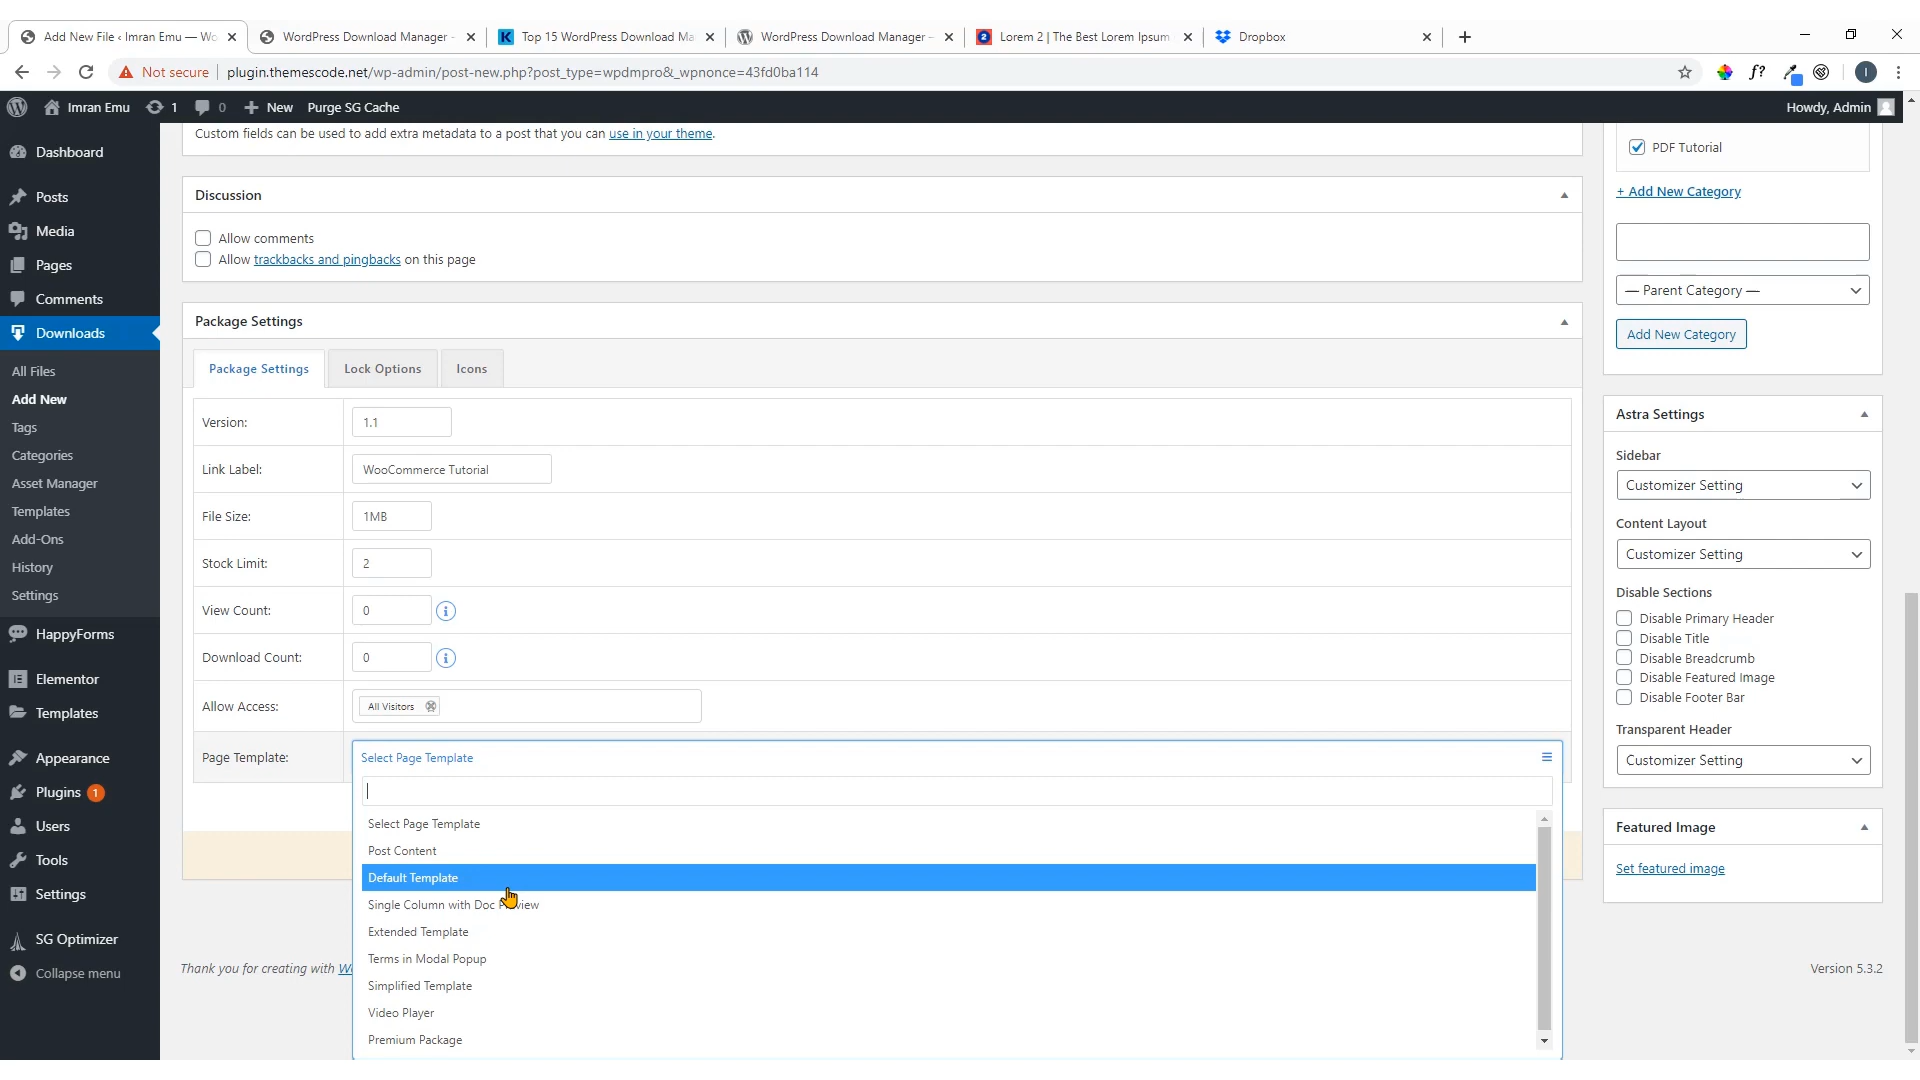 Add New File ‹ Imran Emu — Wo
WordPress Download Manager -
Top 15 WordPress Download Ma
WordPress Download Manager –
Lorem 2 | The Best Lorem Ipsum
Dropbox
Not secure
plugin.themescode.net/wp-admin/post-new.php?post_type=wpdmpro&_wpnonce=43fd0ba114
f?
I
Imran Emu
1
0
New
Purge SG Cache
Howdy, Admin
Dashboard
Posts
Media
Pages
Comments
Downloads
All Files
Add New
Tags
Categories
Asset Manager
Templates
Add-Ons
History
Settings
HappyForms
Elementor
Templates
Appearance
Plugins 1
Users
Tools
Settings
SG Optimizer
Collapse menu
Custom fields can be used to add extra metadata to a post that you can use in your theme.
Discussion
Allow comments
Allow trackbacks and pingbacks on this page
Package Settings
Package Settings
Lock Options
Icons
Version:
1.1
Link Label:
WooCommerce Tutorial
File Size:
1MB
Stock Limit:
2
View Count:
0
Download Count:
0
Allow Access:
All Visitors
Page Template:
Select Page Template
Select Page Template
Post Content
Default Template
Single Column with Doc Preview
Extended Template
Terms in Modal Popup
Simplified Template
Video Player
Premium Package
Thank you for creating with
Version 5.3.2
PDF Tutorial
+ Add New Category
— Parent Category —
Add New Category
Astra Settings
Sidebar
Customizer Setting
Content Layout
Customizer Setting
Disable Sections
Disable Primary Header
Disable Title
Disable Breadcrumb
Disable Featured Image
Disable Footer Bar
Transparent Header
Customizer Setting
Featured Image
Set featured image